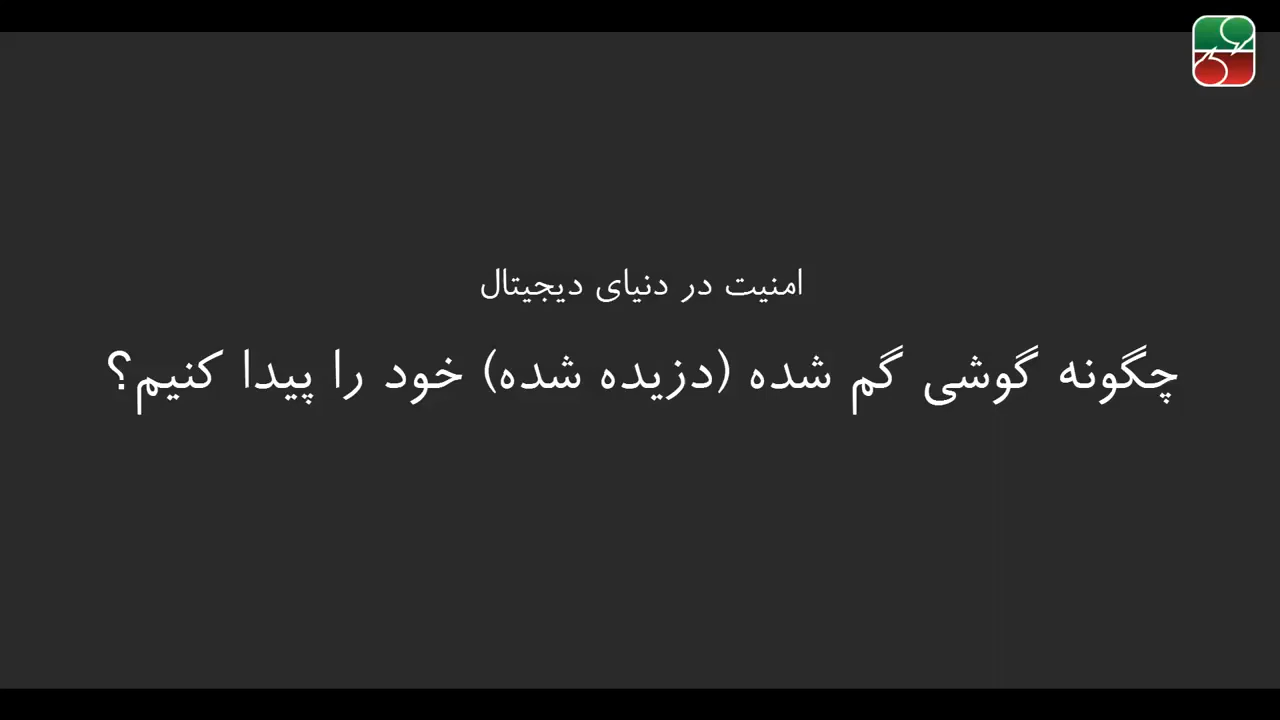 امنیت در دنیای دیجیتال
چگونه گوشی گم شده (دزیده شده) خود را پیدا کنیم؟